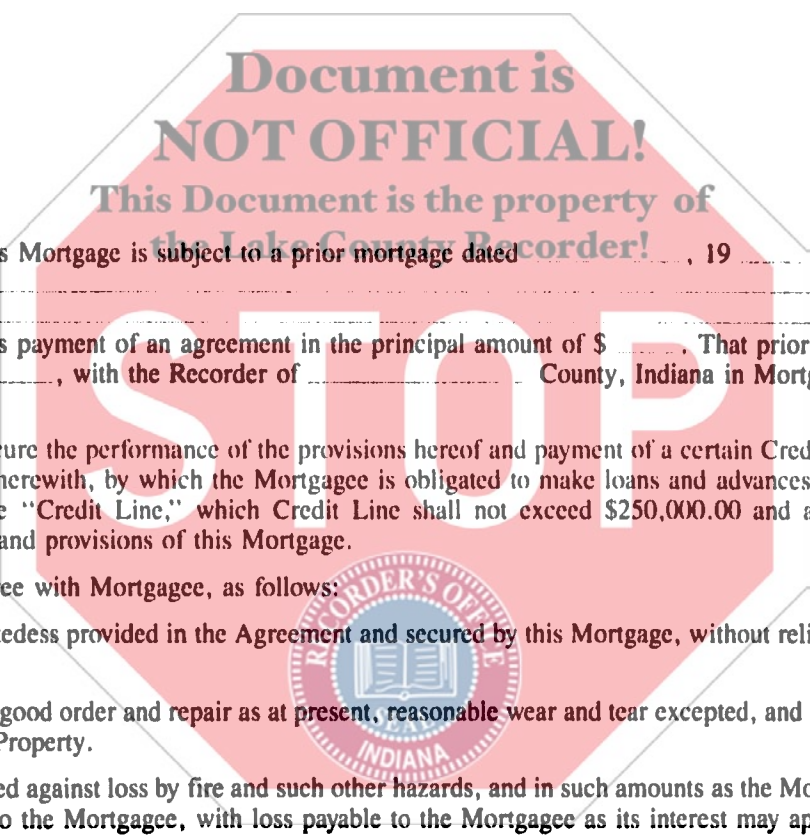 Document is
NOT OFFICIAL!
This Document is the property of
the Lake County Recorder!
s Mortgage is subject to a prior mortgage dated , 19
s payment of an agreement in the principal amount of $ . That prior
, with the Recorder of County, Indiana in Mortg
STOP
ure the performance of the provisions hereof and payment of a certain Cred
herewith, by which the Mortgagee is obligated to make loans and advances
e “Credit Line,” which Credit Line shall not exceed $250,000.00 and a
and provisions of this Mortgage.
ee with Mortgagee, as follows:
tedess provided in the Agreement and secured by this Mortgage, without reli
RECORDER'S OFFICE
SEAL
INDIANA
good order and repair as at present, reasonable wear and tear excepted, and
Property.
ed against loss by fire and such other hazards, and in such amounts as the Mo
o the Mortgagee, with loss payable to the Mortgagee as its interest may ap